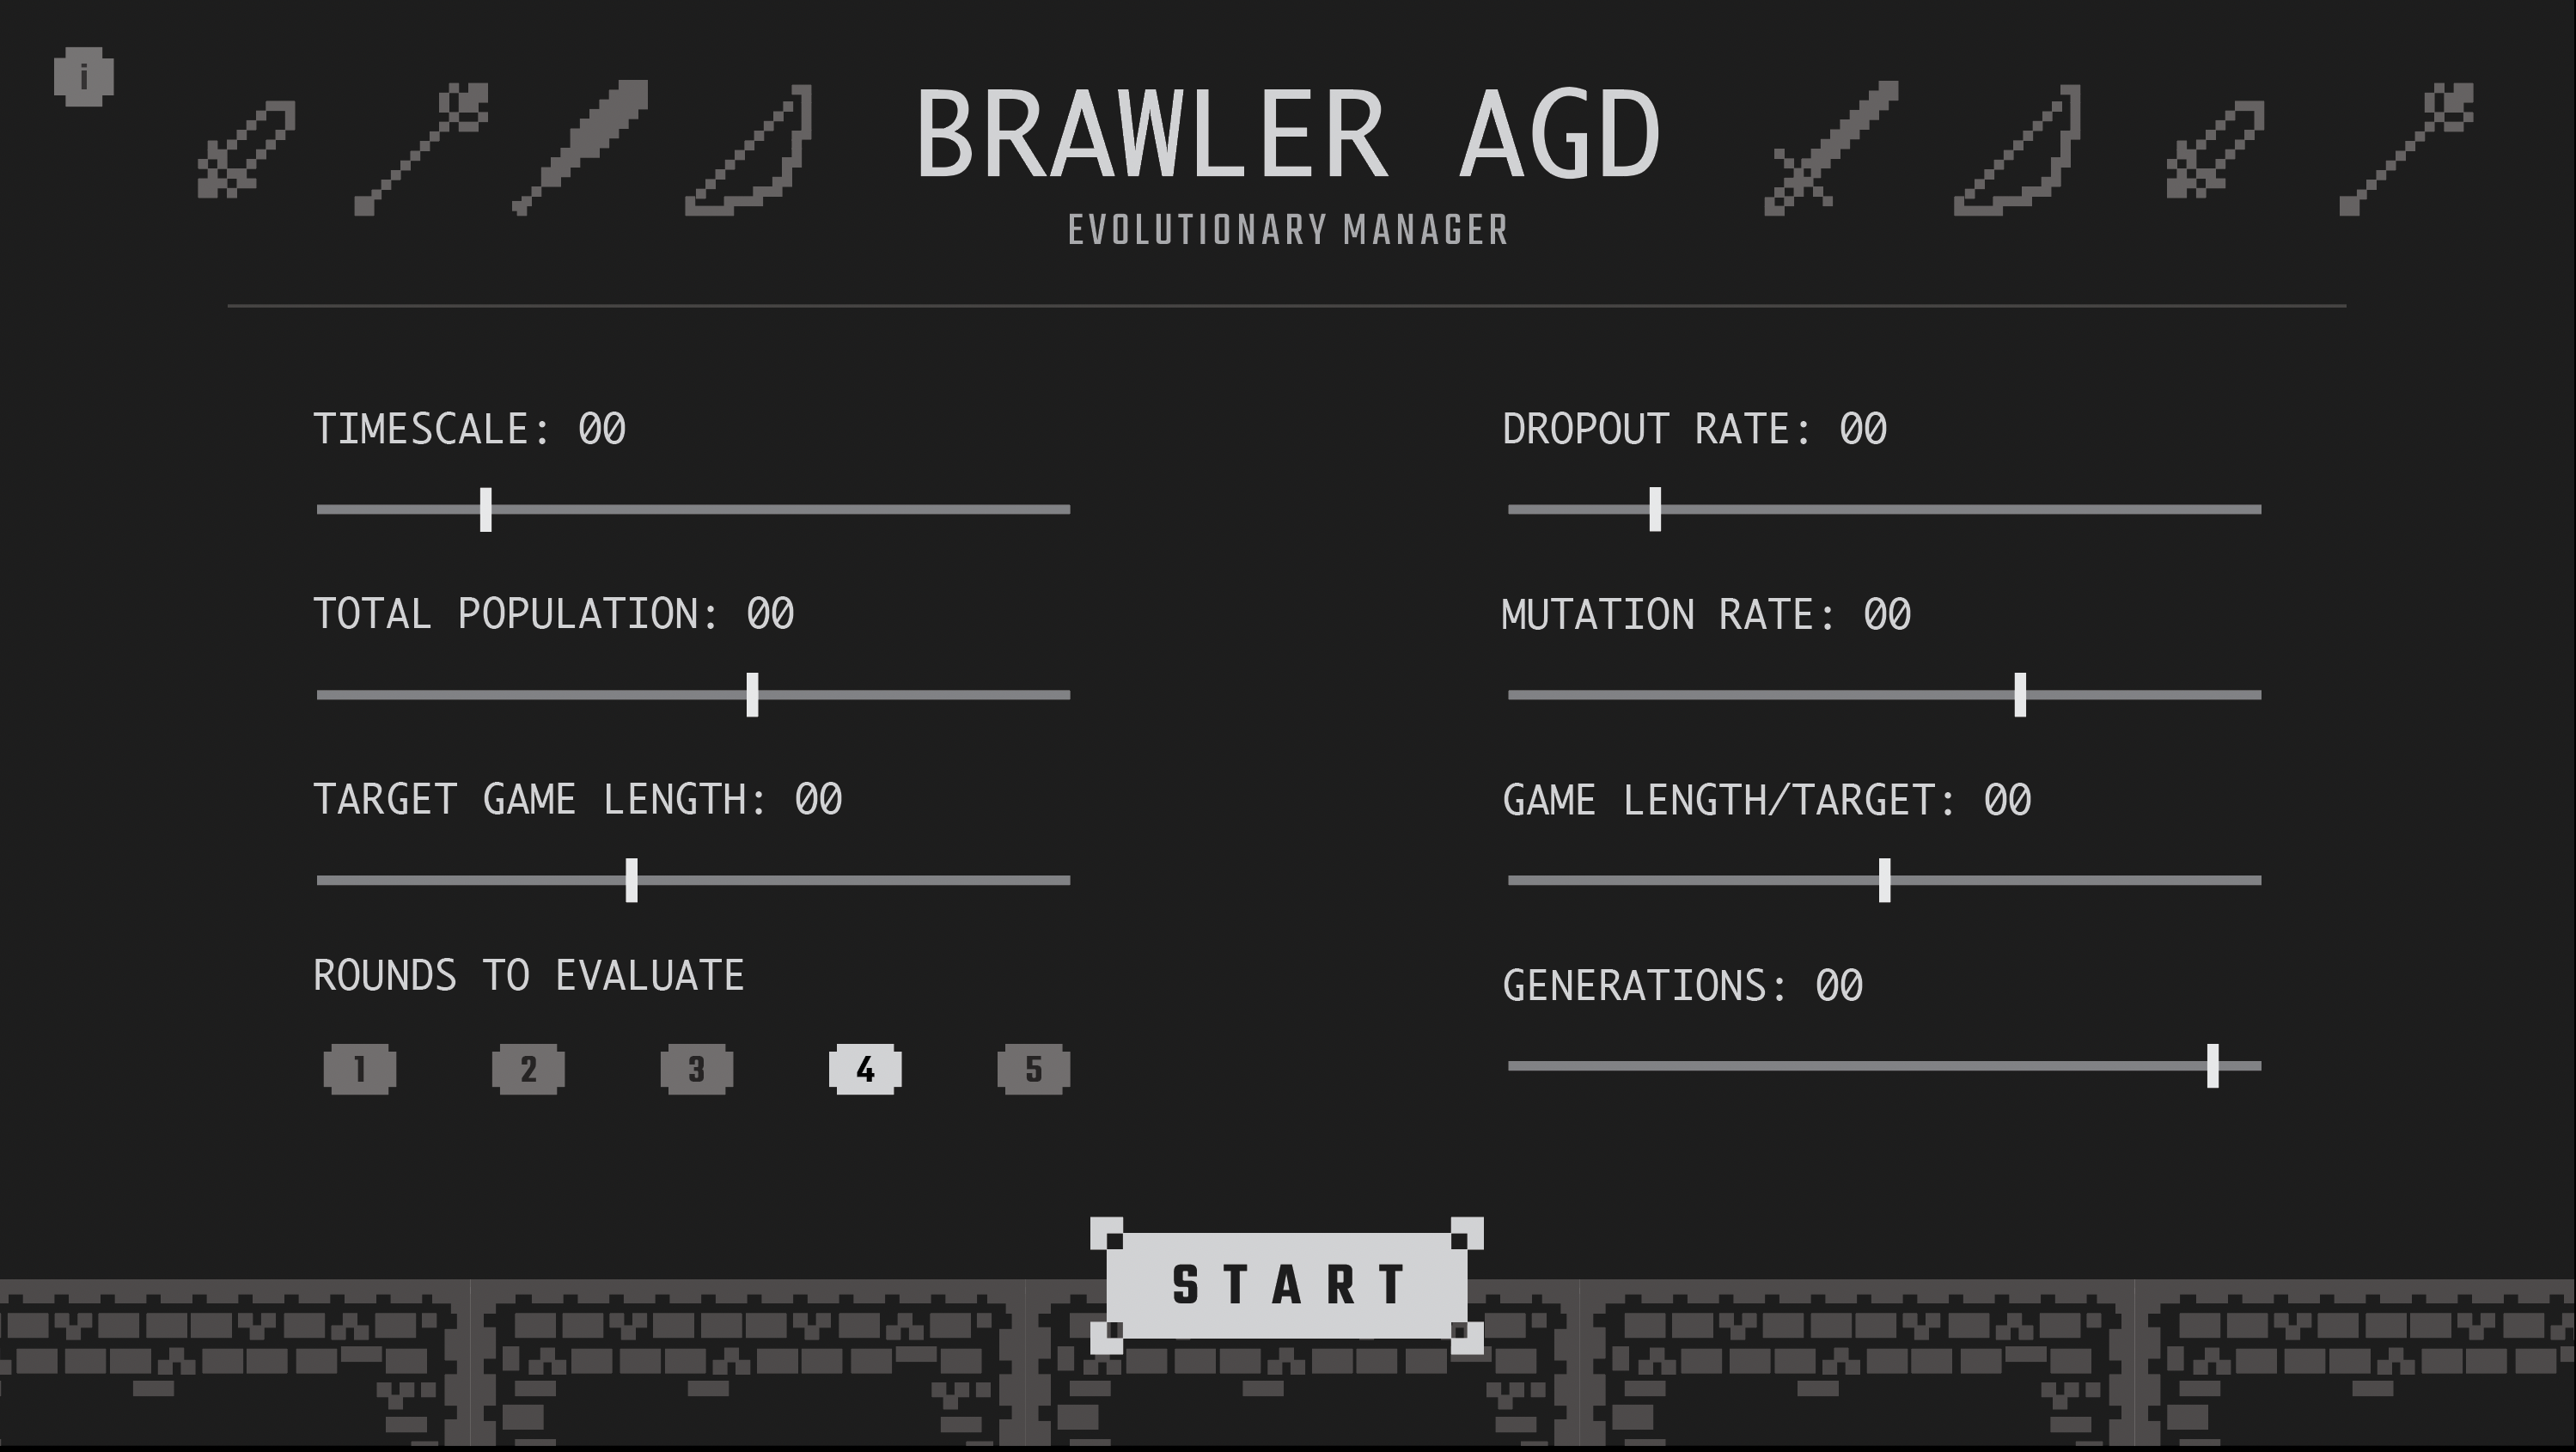 i
BRAWLER AGD
EVOLUTIONARY MANAGER
TIMESCALE: 00
TOTAL POPULATION: 00
TARGET GAME LENGTH: 00
ROUNDS TO EVALUATE
1 2 3 4 5
DROPOUT RATE: 00
MUTATION RATE: 00
GAME LENGTH/TARGET: 00
GENERATIONS: 00
START